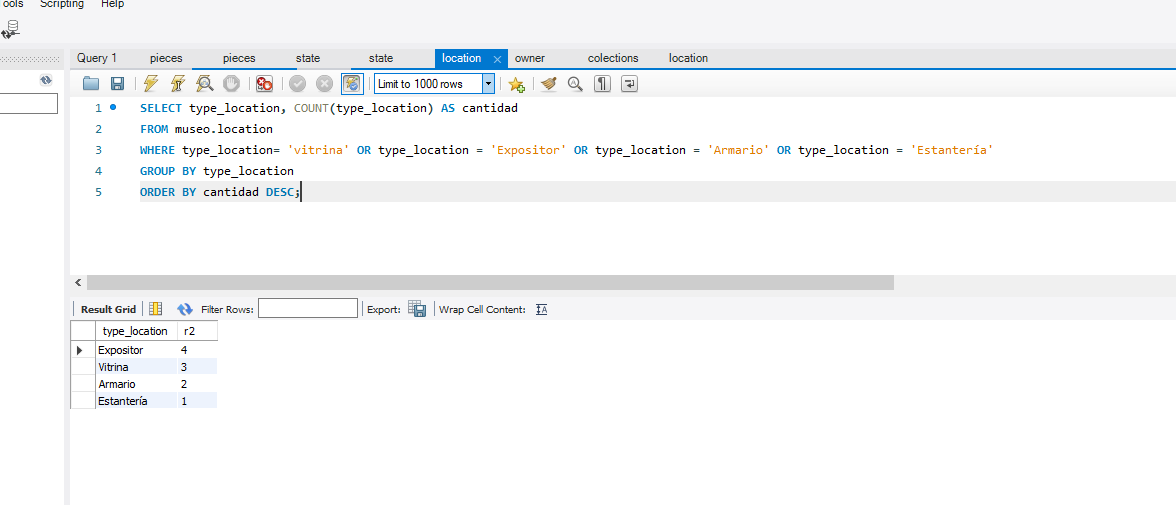 ools Scripting Help
Query 1 pieces pieces state state location owner colections location
Limit to 1000 rows
1 SELECT type_location, COUNT(type_location) AS cantidad
2 FROM museo.location
3 WHERE type_location= 'vitrina' OR type_location = 'Expositor' OR type_location = 'Armario' OR type_location = 'Estantería'
4 GROUP BY type_location
5 ORDER BY cantidad DESC;
Result Grid Filter Rows: Export: Wrap Cell Content: IA
type_location r2
Expositor 4
Vitrina 3
Armario 2
Estantería 1